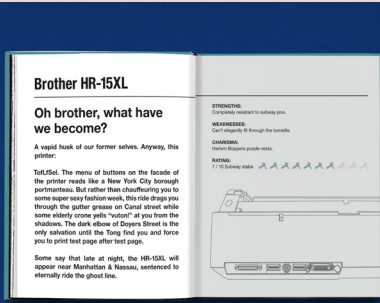 Brother HR-15XL
Oh brother, what have
we become?
A vapid husk of our former selves. Anyway, this
printer:
Tof/L/Sel. The menu of buttons on the facade of
the printer reads like a New York City borough
portmanteau. But rather than chauffeuring you to
some super sexy fashion week, this ride drags you
through the gutter grease on Canal street while
some elderly crone yells "vuton!" at you from the
shadows. The dark elbow of Doyers Street is the
only salvation until the Tong find you and force
you to print test page after test page.
Some say that late at night, the HR-15XL will
appear near Manhattan & Nassau, sentenced to
eternally ride the ghost line.
STRENGTHS:
Completely resistant to subway poo.
WEAKNESSES:
Can't elegantly fit through the turnstile.
CHARISMA:
Harlem Boppers purple vests.
RATING:
7 / 10 Subway stabs